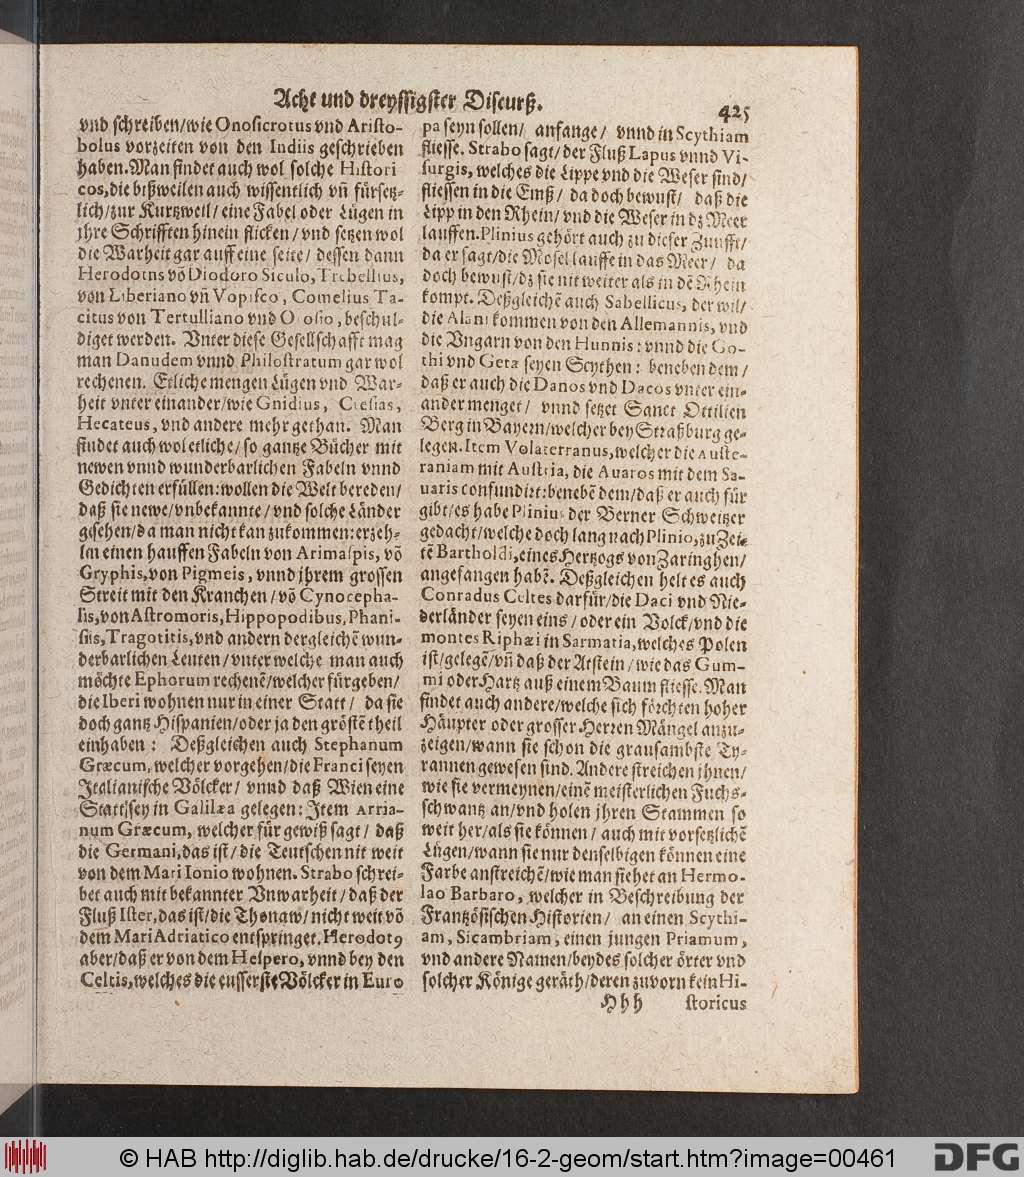 Acht und dreyssigster Discurß.
425
vnd schreiben/wie Onosicrotus vnd Aristo-
bolus vorzeiten von den Indiis geschrieben
haben. Man findet auch wol solche Histori
cos, die bißweilen auch wissentlich vñ fürsetz-
lich/zur Kurtzweil/eine Fabel oder Lügen in
jhre Schrifften hinein flicken/vnd setzen wol
die Warheit gar auff eine seite/dessen dann
Herodotns võ Diodoro Siculo, Trebellius,
von Liberiano vñ Vopisco, Cornelius Ta-
citus von Tertulliano vnd Orosio, beschul-
diget werden. Vnter diese Gesellschafft mag
man Danudem vnnd Philostratum gar wol
rechenen. Etliche mengen Lügen vnd War-
heit vnter einander/wie Gnidius, Ctesias,
Hecateus, vnd andere mehr gethan. Man
findet auch wol etliche/so gantze Bücher mit
newen vnnd wunderbarlichen Fabeln vnnd
Gedichten erfüllen: wollen die Welt bereden/
daß sie newe/vnbekannte/vnd solche Länder
gesehen/da man nicht kan zukommen: erzeh-
len einen hauffen Fabeln von Arimaspis, võ
Gryphis, von Pigmeis, vnnd jhrem grossen
Streit mit den Kranchen/võ Cynocepha-
lis, von Astromoris, Hippopodibus, Phani-
siis, Tragotitis, vnd andern dergleichẽ wun-
derbarlichen Leuten/vnter welche man auch
möchte Ephorum rechenẽ/welcher fürgeben/
die Iberi wohnen nur in einer Statt/da sie
doch gantz Hispanien/oder ja den gröstẽ theil
einhaben: Deßgleichen auch Stephanum
Græcum, welcher vorgehen/die Franci seyen
Italianische Völcker/vnnd daß Wien eine
Statt sey in Galilæa gelegen: Item Arria-
num Græcum, welcher für gewiß sagt/daß
die Germani, das ist/die Teutschen nit weit
von dem Mari Ionio wohnen. Strabo schrei-
bet auch mit bekannter Vnwarheit/daß der
Fluß Ister, das ist/die Thonaw/nicht weit võ
dem Mari Adriatico entspringet. Herodotꝰ
aber/daß er von dem Hespero, vnnd bey den
Celtis, welches die eusserste Völcker in Euro
pa seyn sollen/anfange/vnnd in Scythiam
fliesse. Strabo sagt/der Fluß Lapus vnnd Vi-
surgis, welches die Lippe vnd die Weser sind/
fliessen in die Emß/da doch bewust/daß die
Lipp in den Rhein/vnd die Weser in dz Meer
lauffen. Plinius gehört auch zu dieser Zunfft/
da er sagt/die Mosel lauffe in das Meer/da
doch bewust/dz sie nit weiter als in dẽ Rhein
kompt. Deßgleichẽ auch Sabellicus, der wil/
die Alani kommen von den Allemannis, vnd
die Vngarn von den Hunnis: vnnd die Go-
thi vnd Getæ seyen Scythen: beneben dem/
daß er auch die Danos vnd Dacos vnter ein-
ander menget/vnnd setzet Sanct Ottilien
Berg in Bayern/welcher bey Straßburg ge-
legen. Item Volaterranus, welcher die Auste-
raniam mit Austria, die Auaros mit dem Sa-
uaris confundirt: benebẽ dem/daß er auch für
gibt/es habe Plinius der Berner Schweitzer
gedacht/welche doch lang nach Plinio, zu Zei-
tẽ Bartholdi, eines Hertzogs von Zaringhen/
angefangen habẽ. Deßgleichen helt es auch
Conradus Celtes darfür/die Daci vnd Nie-
derländer seyen eins/oder ein Volck/vnd die
montes Riphæi in Sarmatia, welches Polen
ist/gelegẽ/vñ daß der Atstein/wie das Gum-
mi oder Hartz auß einem Baum fliesse. Man
findet auch andere/welche sich förchten hoher
Häupter oder grosser Herren Mängel anzu-
zeigen/wann sie schon die grausambste Ty-
rannen gewesen sind. Andere streichen jhnen/
wie sie vermeynen/einẽ meisterlichen Fuchs-
schwantz an/vnd holen jhren Stammen so
weit her/als sie können/auch mit vorsetzlichẽ
Lügen/wann sie nur denselbigen können eine
Farbe anstreichẽ/wie man siehet an Hermo-
lao Barbaro, welcher in Beschreibung der
Frantzösischen Historien/an einen Scythi-
am, Sicambriam, einen jungen Priamum,
vnd andere Namen/beydes solcher örter vnd
solcher Könige geräth/deren zuvorn kein Hi-
Hhh storicus
© HAB http://diglib.hab.de/drucke/16-2-geom/start.htm?image=00461
DFG